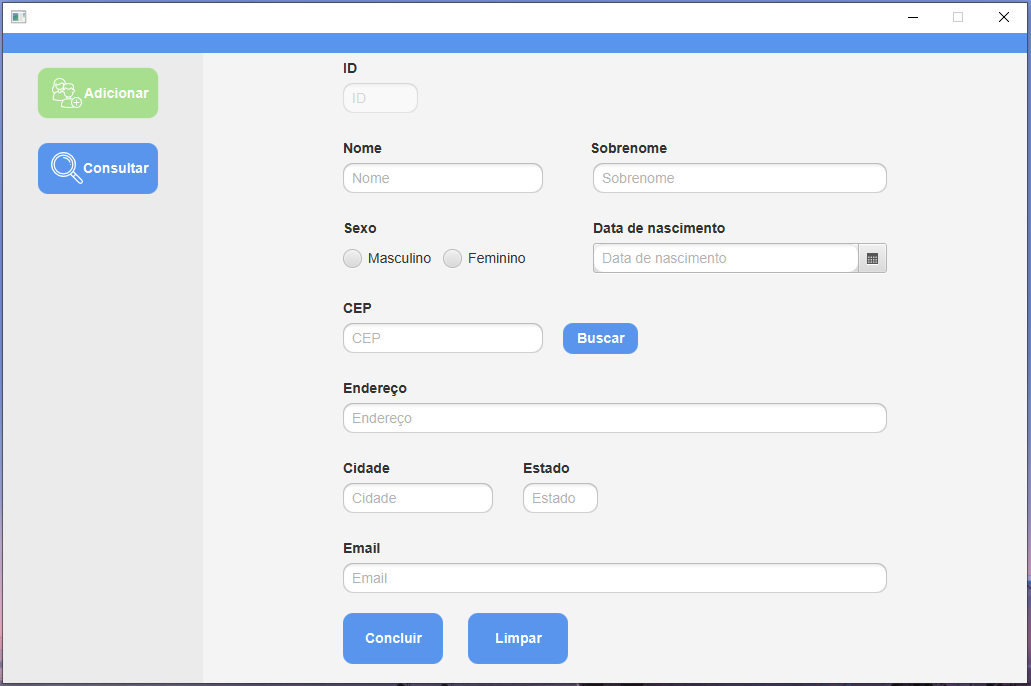 Adicionar
Consultar
ID
ID
Nome Sobrenome
Nome Sobrenome
Sexo Data de nascimento
Masculino Feminino Data de nascimento
CEP
CEP Buscar
Endereço
Endereço
Cidade Estado
Cidade Estado
Email
Email
Concluir Limpar